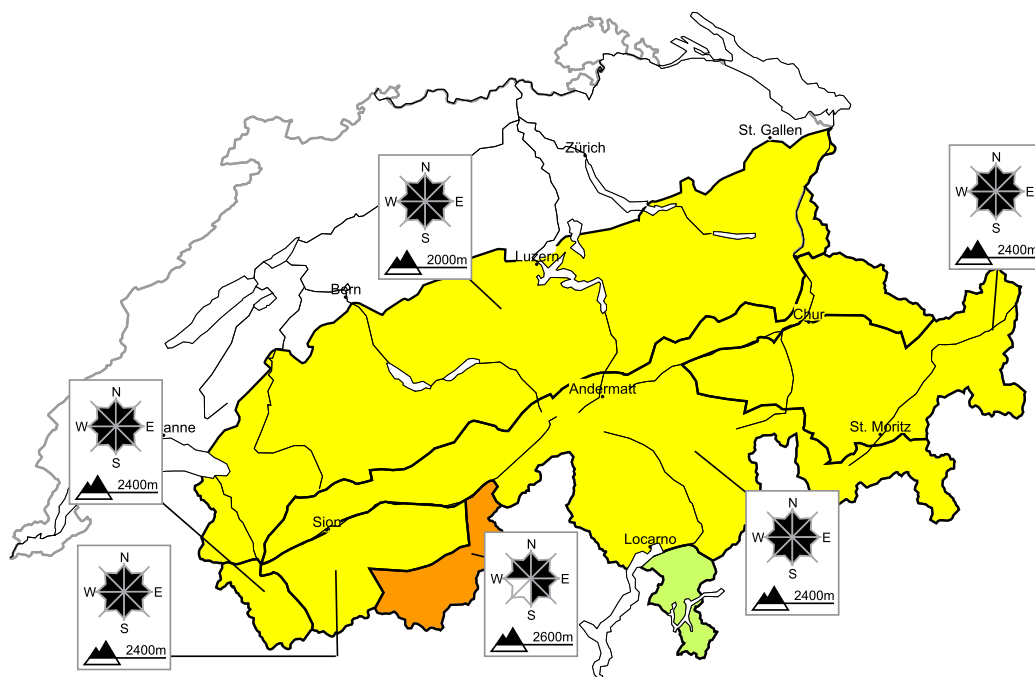 St. Gallen
Zürich
N
W E
S
2000m
N
W E
S
2400m
Luzern
Bern
Chur
Andermatt
N
W E
S
2400m
anne
St. Moritz
Sion
Locarno
N
W E
S
2400m
N
W E
S
2600m
N
W E
S
2400m